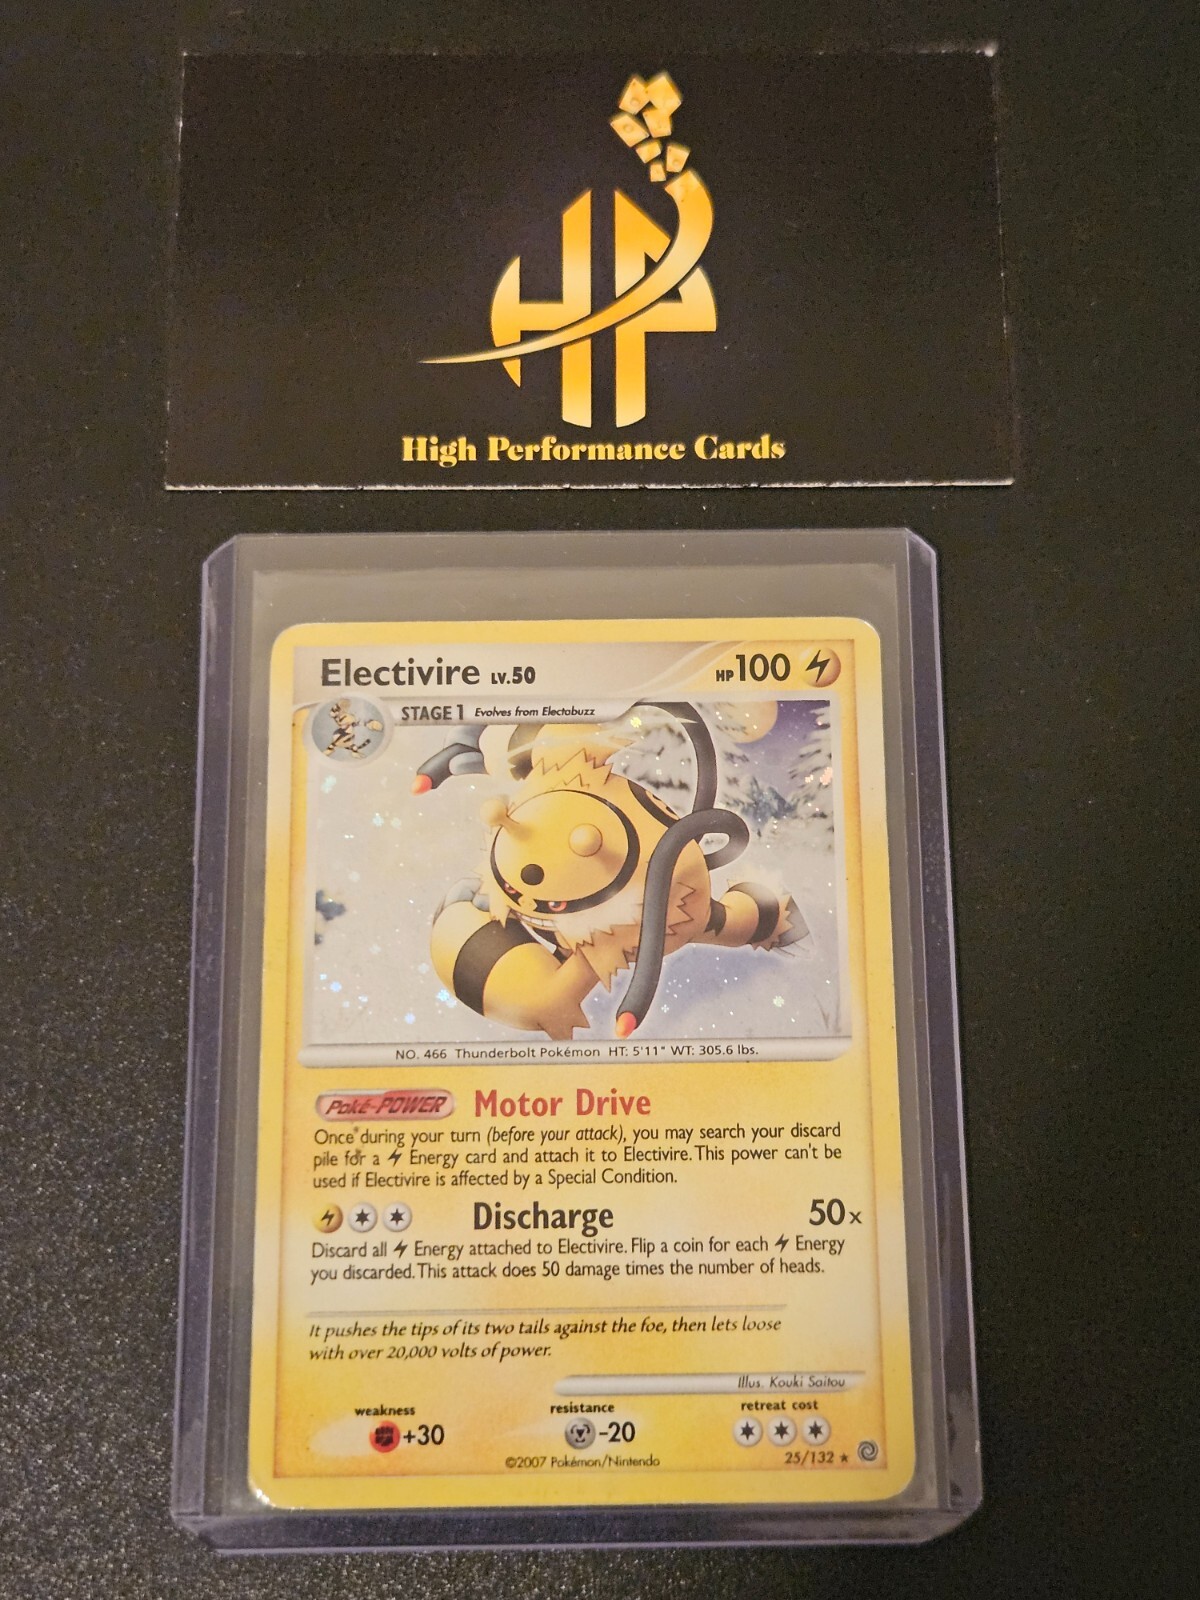 HP
High Performance Cards
Electivire LV.50 HP 100
STAGE 1 Evolves from Electabuzz
NO. 466 Thunderbolt Pokémon HT: 5'11" WT: 305.6 lbs.
Poké-POWER Motor Drive
Once during your turn (before your attack), you may search your discard
pile for a Energy card and attach it to Electivire. This power can't be
used if Electivire is affected by a Special Condition.
Discharge 50x
Discard all Energy attached to Electivire. Flip a coin for each Energy
you discarded. This attack does 50 damage times the number of heads.
It pushes the tips of its two tails against the foe, then lets loose
with over 20,000 volts of power.
Illus. Kouki Saitou
weakness resistance retreat cost
+30 -20
©2007 Pokémon/Nintendo 25/132 ★